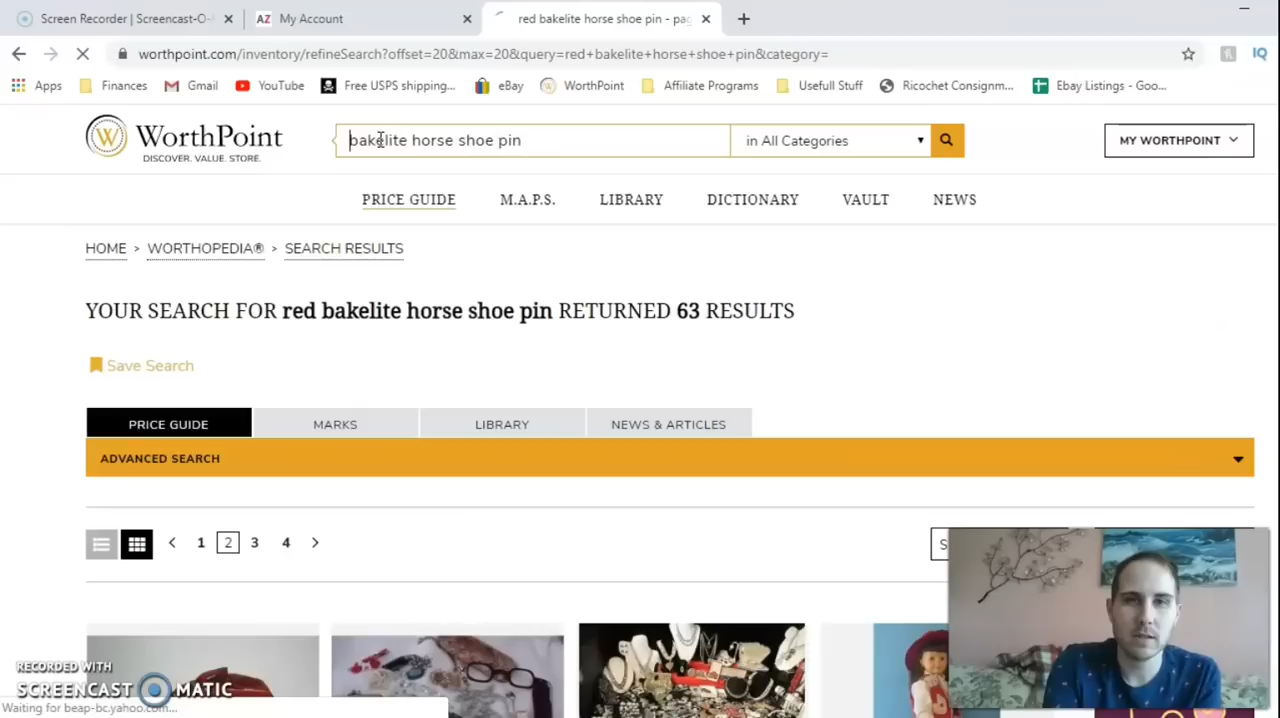 Screen Recorder | Screencast-O-
My Account
red bakelite horse shoe pin - pag
worthpoint.com/inventory/refineSearch?offset=20&max=20&query=red+bakelite+horse+shoe+pin&category=
Apps
Finances
Gmail
YouTube
Free USPS shipping...
eBay
WorthPoint
Affiliate Programs
Usefull Stuff
Ricochet Consignm...
Ebay Listings - Goo...
WORTHPOINT
DISCOVER. VALUE. STORE.
bakelite horse shoe pin
in All Categories
MY WORTHPOINT
PRICE GUIDE
M.A.P.S.
LIBRARY
DICTIONARY
VAULT
NEWS
HOME > WORTHOPEDIA® > SEARCH RESULTS
YOUR SEARCH FOR red bakelite horse shoe pin RETURNED 63 RESULTS
Save Search
PRICE GUIDE
MARKS
LIBRARY
NEWS & ARTICLES
ADVANCED SEARCH
< 1 2 3 4 >
RECORDED WITH
SCREENCAST MATIC
Waiting for beap-bc.yahoo.com...